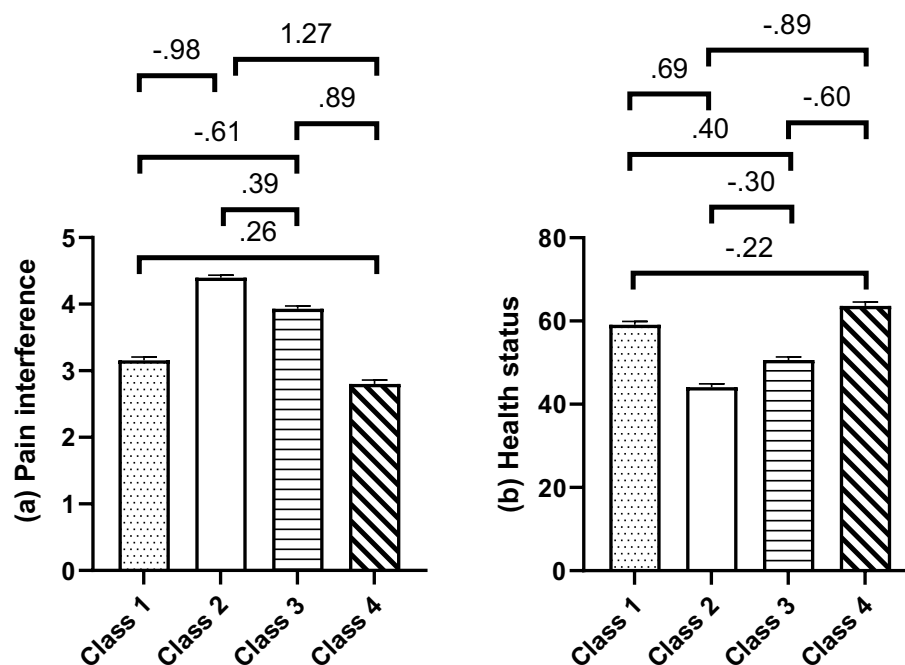 -.98
1.27
.89
-.61
.39
.26
5
4
3
2
1
0
(a) Pain interference
Class 1
Class 2
Class 3
Class 4
-.89
.69
-.60
.40
-.30
-.22
80
60
40
20
0
(b) Health status
Class 1
Class 2
Class 3
Class 4